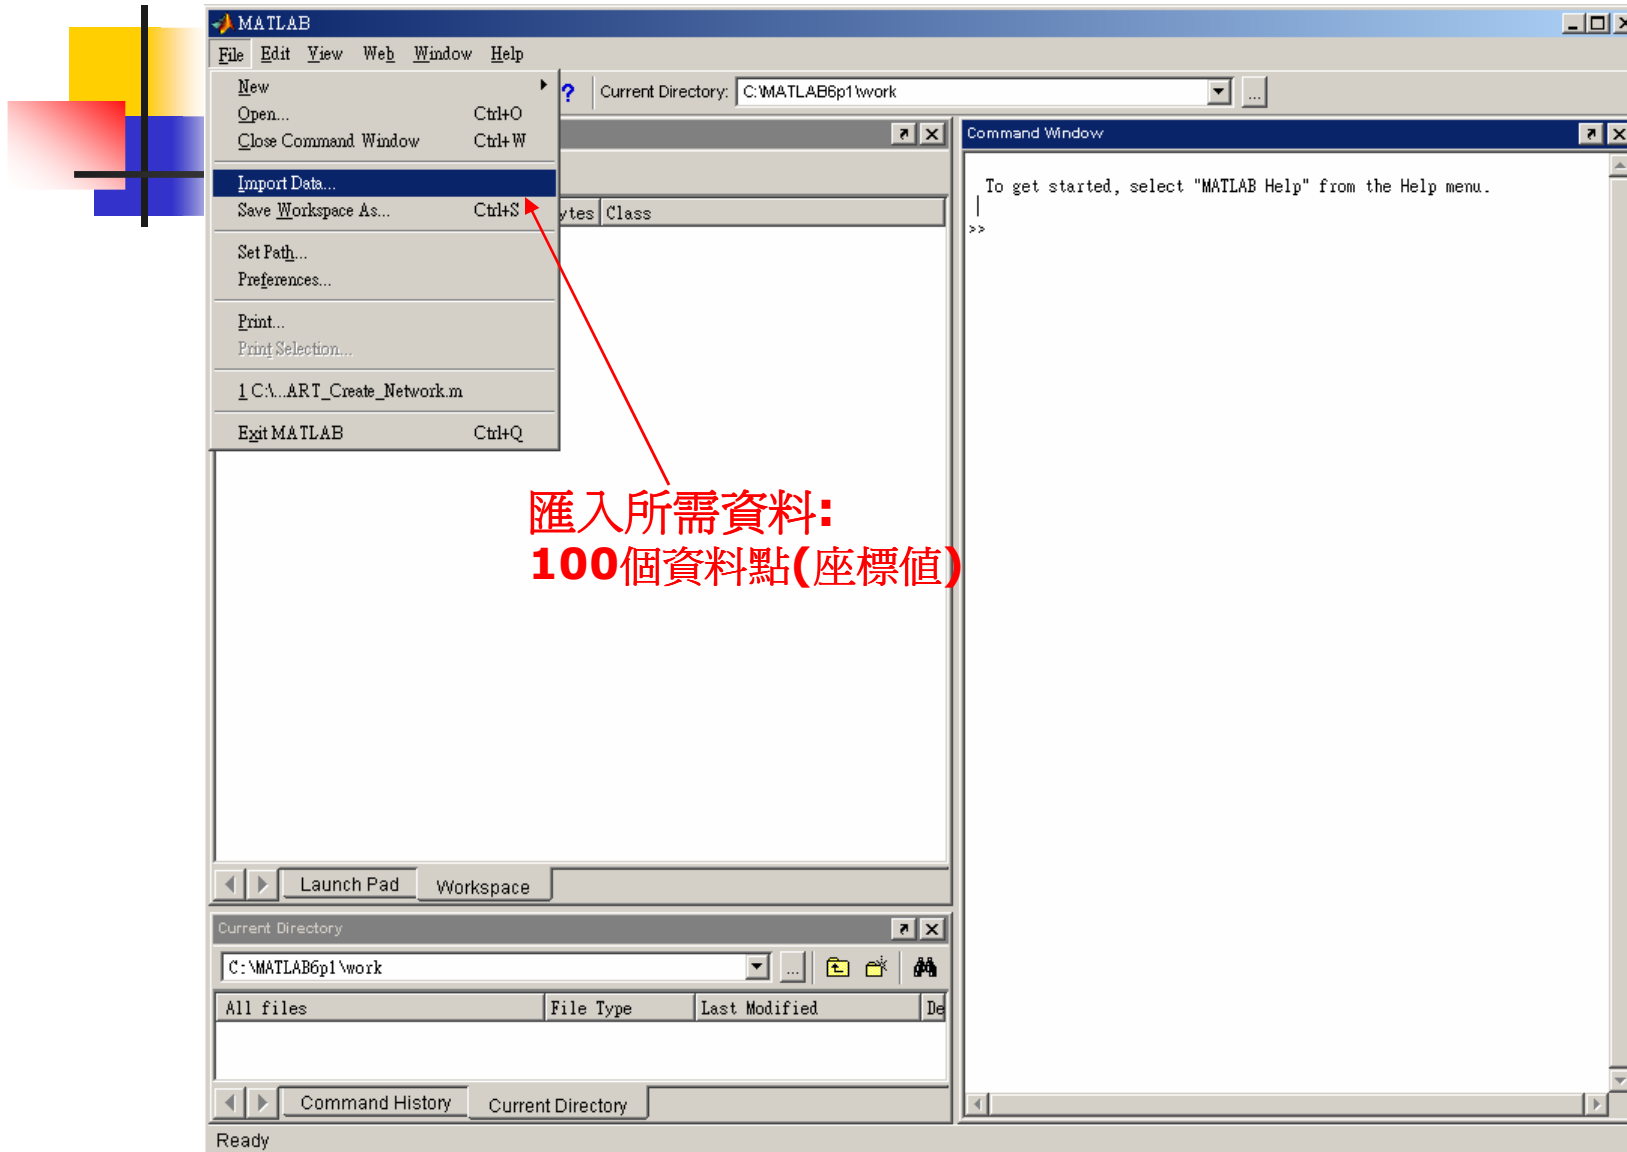 MATLAB
File Edit View Web Window Help
New
Open... Ctrl+O
Close Command Window Ctrl+W
Import Data...
Save Workspace As... Ctrl+S
Set Path...
Preferences...
Print...
Print Selection...
1 C:\...ART_Create_Network.m
Exit MATLAB Ctrl+Q
? Current Directory: C:\MATLAB6p1\work ...
ytes Class
匯入所需資料:
100個資料點(座標值)
Launch Pad Workspace
Current Directory
C:\MATLAB6p1\work ...
All files File Type Last Modified De
Command History Current Directory
Command Window
To get started, select "MATLAB Help" from the Help menu.
>>
Ready